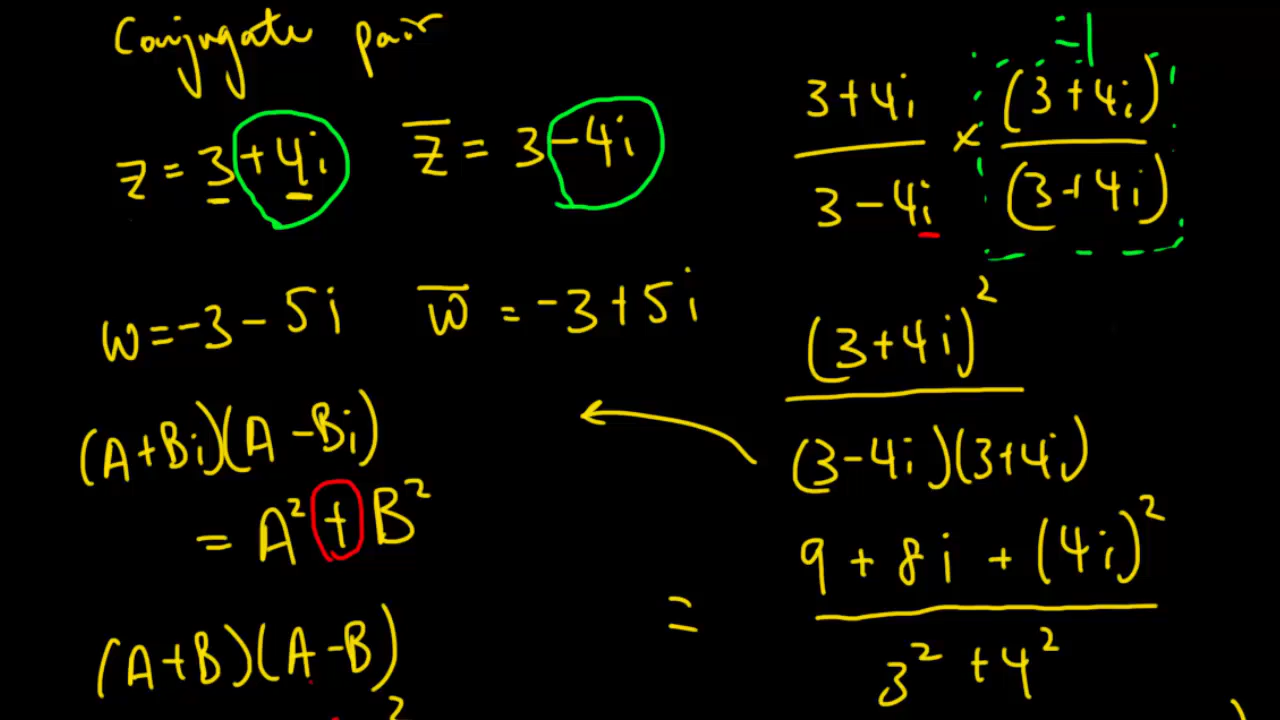 Conjugate pair
z = 3 + 4i   z̅ = 3 - 4i
w = -3 - 5i   w̅ = -3 + 5i
(A+Bi)(A-Bi)
= A² + B²
(A+B)(A-B)
2
=1
3+4i / 3-4i × (3+4i) / (3+4i)
(3+4i)² / (3-4i)(3+4i)
= 9 + 8i + (4i)² / 3² + 4²